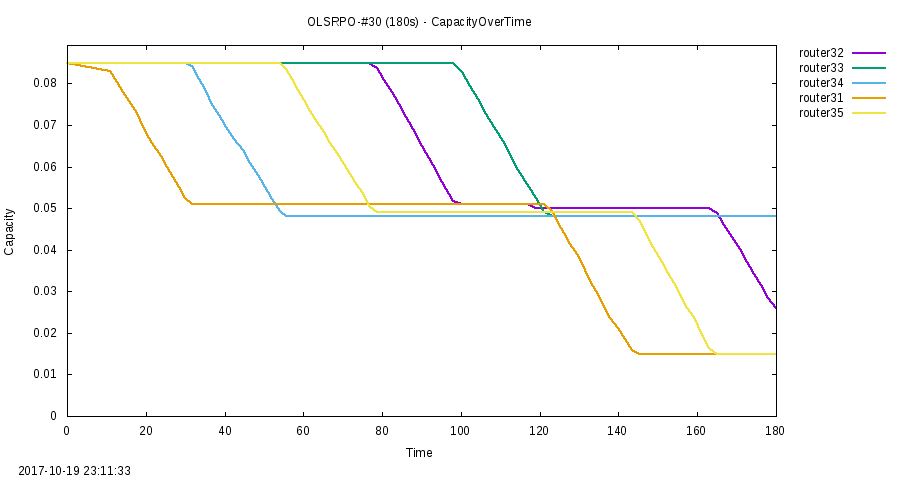 OLSRPO-#30 (180s) - CapacityOverTime
router32
router33
router34
router31
router35
0.08
0.07
0.06
0.05
0.04
0.03
0.02
0.01
0
Capacity
0 20 40 60 80 100 120 140 160 180
Time
2017-10-19 23:11:33